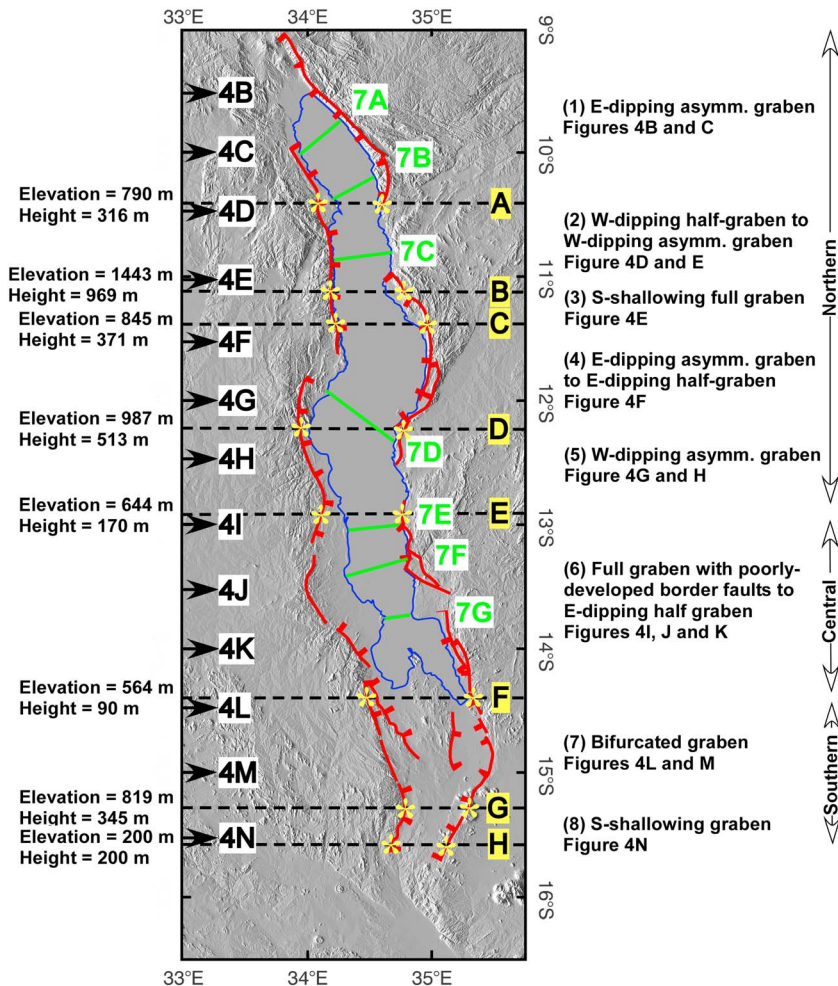 33°E 34°E 35°E
9°S
10°S
11°S
12°S
13°S
14°S
15°S
16°S
4B
4C
4D
4E
4F
4G
4H
4I
4J
4K
4L
4M
4N
Elevation = 790 m
Height = 316 m
Elevation = 1443 m
Height = 969 m
Elevation = 845 m
Height = 371 m
Elevation = 987 m
Height = 513 m
Elevation = 644 m
Height = 170 m
Elevation = 564 m
Height = 90 m
Elevation = 819 m
Height = 345 m
Elevation = 200 m
Height = 200 m
7A
7B
7C
7D
7E
7F
7G
A
B
C
D
E
F
G
H
(1) E-dipping asymm. graben
Figures 4B and C
(2) W-dipping half-graben to
W-dipping asymm. graben
Figure 4D and E
(3) S-shallowing full graben
Figure 4E
(4) E-dipping asymm. graben
to E-dipping half-graben
Figure 4F
(5) W-dipping asymm. graben
Figure 4G and H
(6) Full graben with poorly-
developed border faults to
E-dipping half graben
Figures 4I, J and K
(7) Bifurcated graben
Figures 4L and M
(8) S-shallowing graben
Figure 4N
Northern
Central
Southern
33°E 34°E 35°E